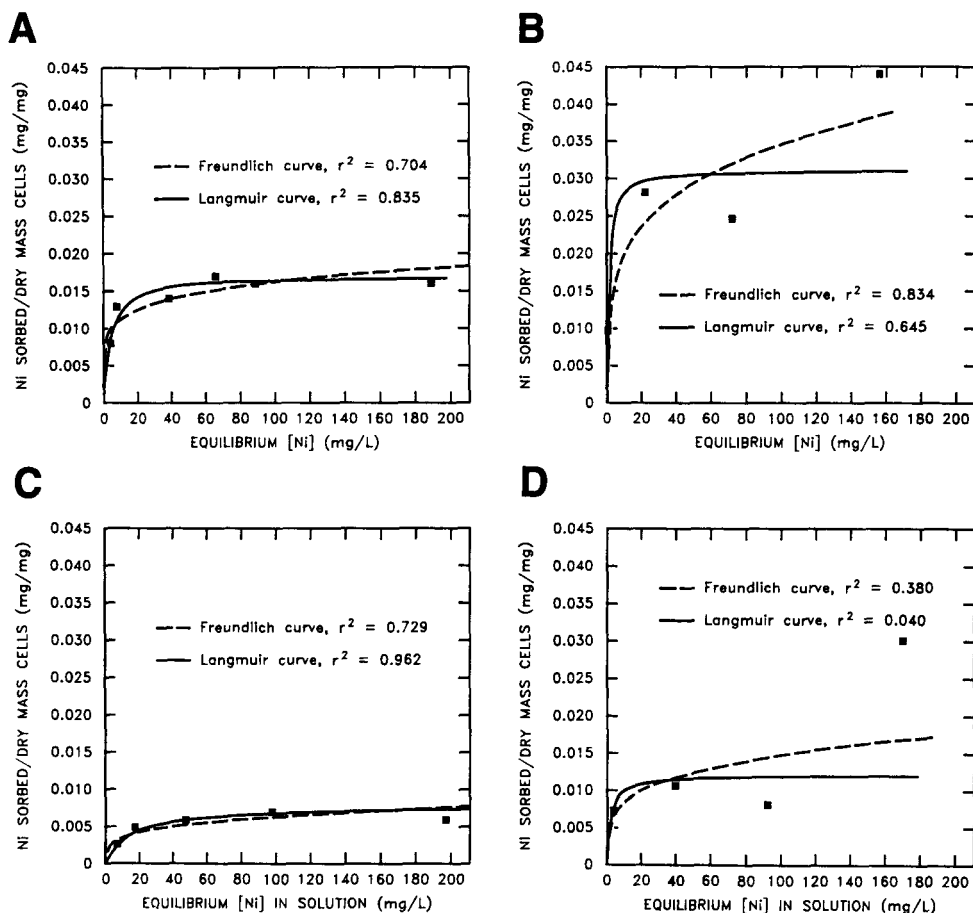 A
NI SORBED/DRY MASS CELLS (mg/mg)
0.045
0.040
0.035
0.030
0.025
0.020
0.015
0.010
0.005
0
Freundlich curve, r² = 0.704
Langmuir curve, r² = 0.835
0 20 40 60 80 100 120 140 160 180 200
EQUILIBRIUM [Ni] (mg/L)
B
Ni SORBED/DRY MASS CELLS (mg/mg)
0.045
0.040
0.035
0.030
0.025
0.020
0.015
0.010
0.005
0
Freundlich curve, r² = 0.834
Langmuir curve, r² = 0.645
0 20 40 60 80 100 120 140 160 180 200
EQUILIBRIUM [Ni] (mg/L)
C
Ni SORBED/DRY MASS CELLS (mg/mg)
0.045
0.040
0.035
0.030
0.025
0.020
0.015
0.010
0.005
0
Freundlich curve, r² = 0.729
Langmuir curve, r² = 0.962
0 20 40 60 80 100 120 140 160 180 200
EQUILIBRIUM [Ni] IN SOLUTION (mg/L)
D
Ni SORBED/DRY MASS CELLS (mg/mg)
0.045
0.040
0.035
0.030
0.025
0.020
0.015
0.010
0.005
0
Freundlich curve, r² = 0.380
Langmuir curve, r² = 0.040
0 20 40 60 80 100 120 140 160 180 200
EQUILIBRIUM [Ni] IN SOLUTION (mg/L)